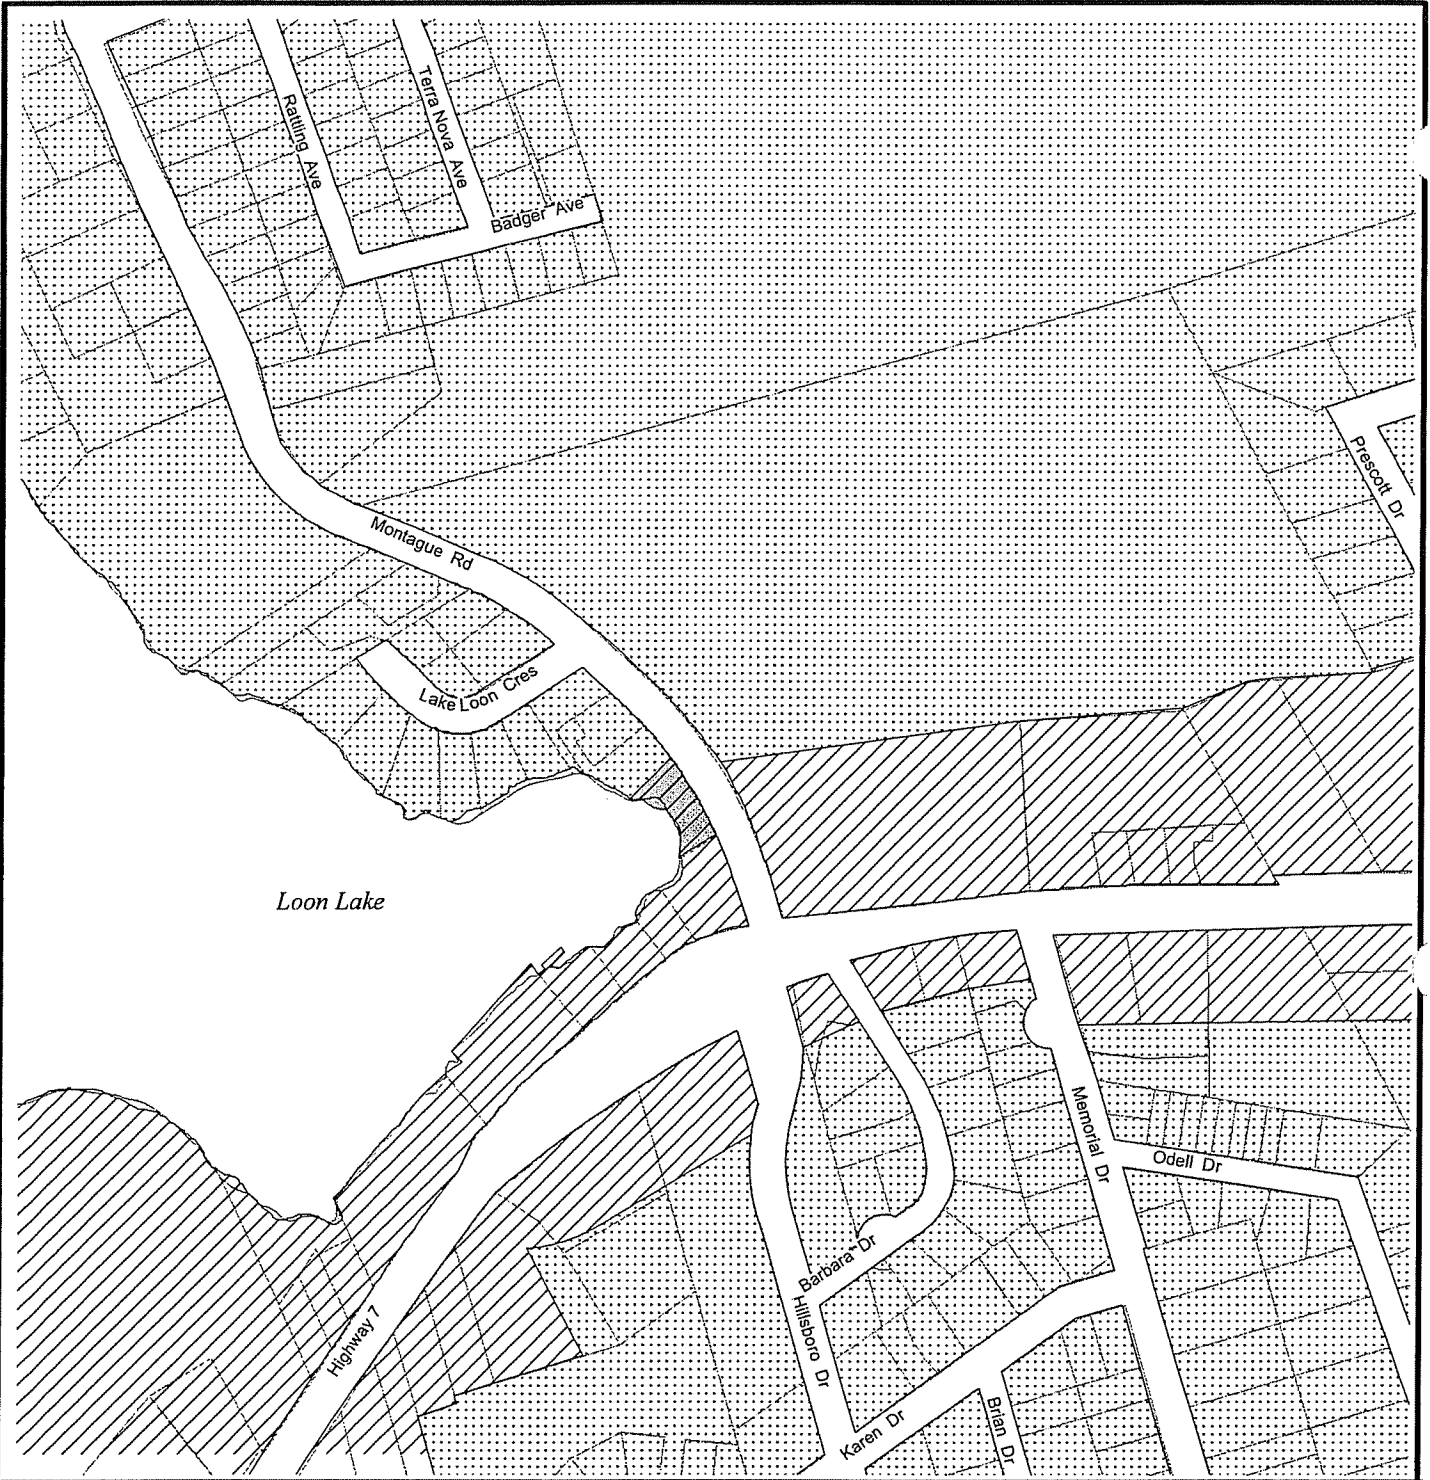 Rattling Ave
Terra Nova Ave
Badger Ave
Prescott Dr
Montague Rd
Lake Loon Cres
Loon Lake
Memorial Dr
Odell Dr
Barbara Dr
Hillsboro Dr
Highway 7
Karen Dr
Brian Dr